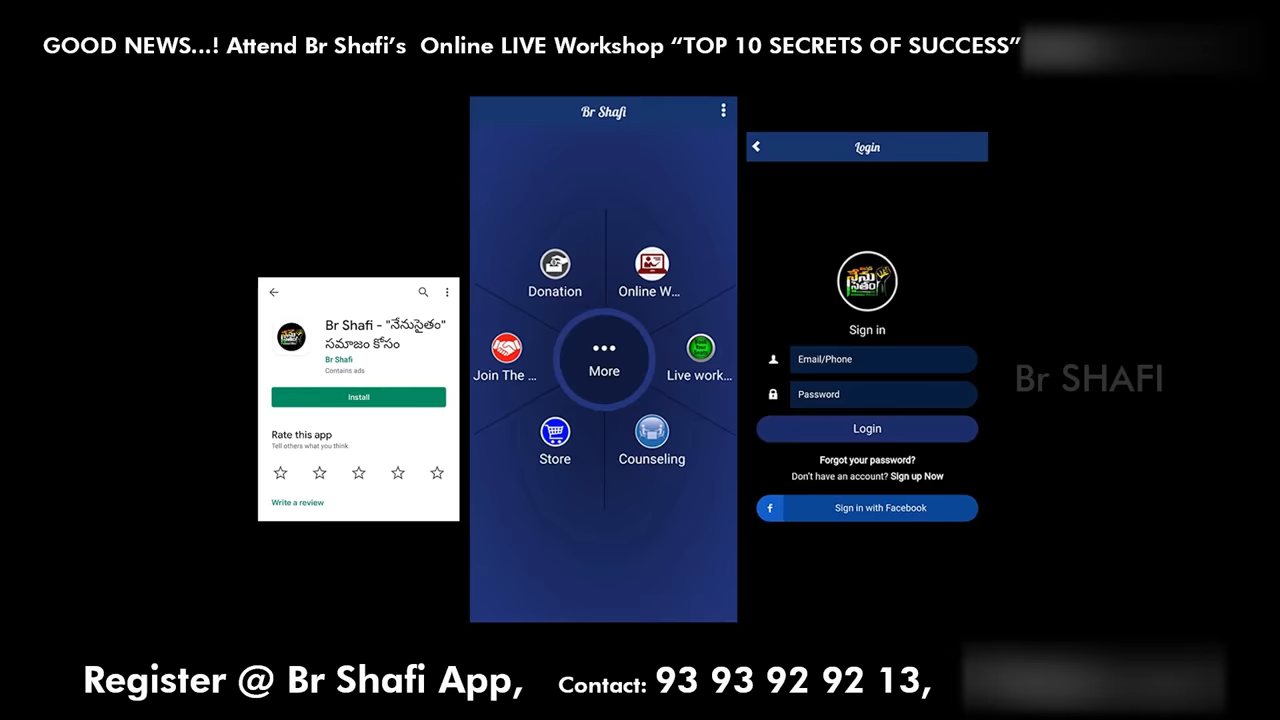 GOOD NEWS...! Attend Br Shafi's Online LIVE Workshop “TOP 10 SECRETS OF SUCCESS”
Br Shafi
Donation
Online W...
Join The ...
More
Live work...
Store
Counseling
Br Shafi - "నేనుసైతం"
సమాజం కోసం
Br Shafi
Contains ads
Install
Rate this app
Tell others what you think
Write a review
Login
నేను
సైతం
Sign in
Email/Phone
Password
Login
Forgot your password?
Don't have an account? Sign up Now
f Sign in with Facebook
Br SHAFI
Register @ Br Shafi App, Contact: 93 93 92 92 13,